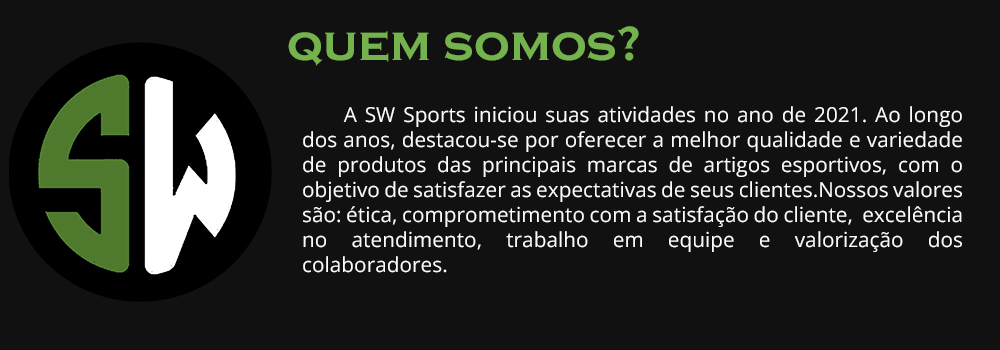 SW
QUEM SOMOS?
A SW Sports iniciou suas atividades no ano de 2021. Ao longo
dos anos, destacou-se por oferecer a melhor qualidade e variedade
de produtos das principais marcas de artigos esportivos, com o
objetivo de satisfazer as expectativas de seus clientes.Nossos valores
são: ética, comprometimento com a satisfação do cliente, excelência
no atendimento, trabalho em equipe e valorização dos
colaboradores.